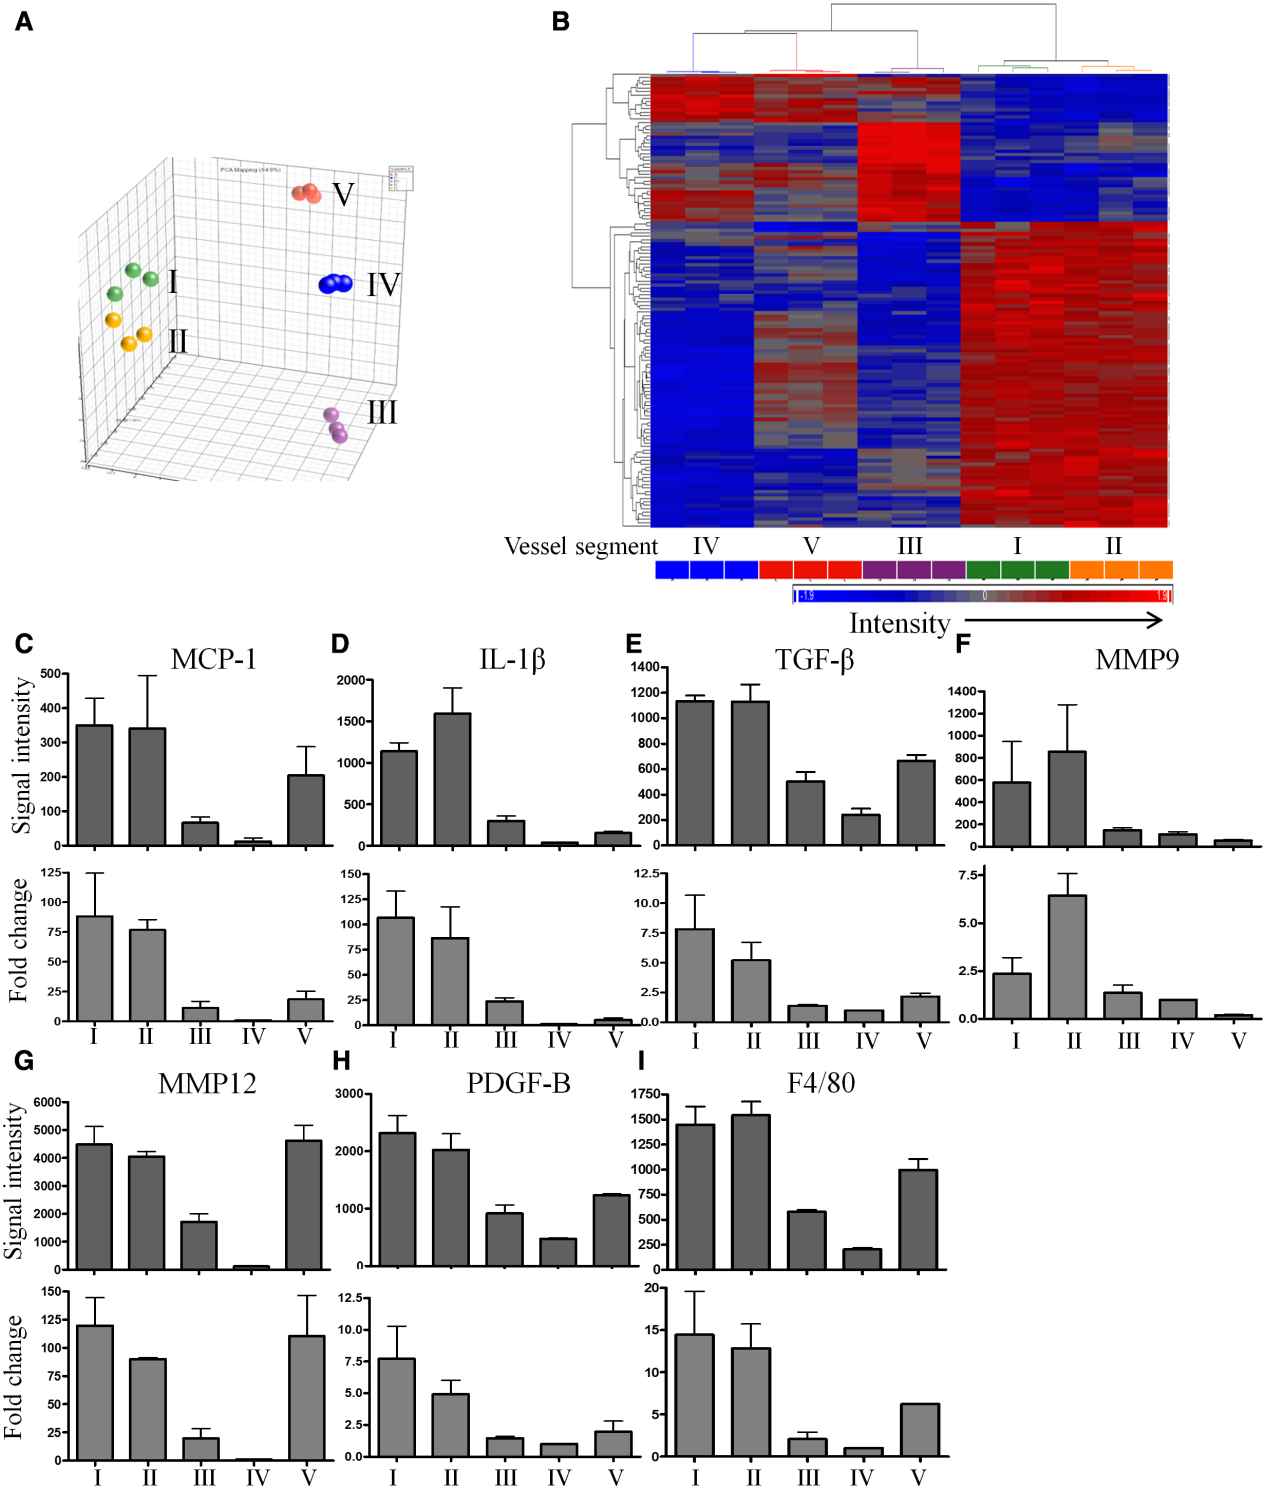 A
B
PCA Mapping (94.9%)
SAMPLE
V
IV
I
II
III
Vessel segment IV V III I II
-1.9 0 1.9
Intensity
C MCP-1
D IL-1β
E TGF-β
F MMP9
Signal intensity
500
400
300
200
100
0
2000
1500
1000
500
0
1400
1200
1000
800
600
400
200
0
1400
1200
1000
800
600
400
200
0
Fold change
125
100
75
50
25
0
150
125
100
75
50
25
0
12.5
10.0
7.5
5.0
2.5
0.0
7.5
5.0
2.5
0.0
I II III IV V
I II III IV V
I II III IV V
I II III IV V
G MMP12
H PDGF-B
I F4/80
Signal intensity
6000
5000
4000
3000
2000
1000
0
3000
2000
1000
0
1750
1500
1250
1000
750
500
250
0
Fold change
150
125
100
75
50
25
0
12.5
10.0
7.5
5.0
2.5
0.0
20
15
10
5
0
I II III IV V
I II III IV V
I II III IV V